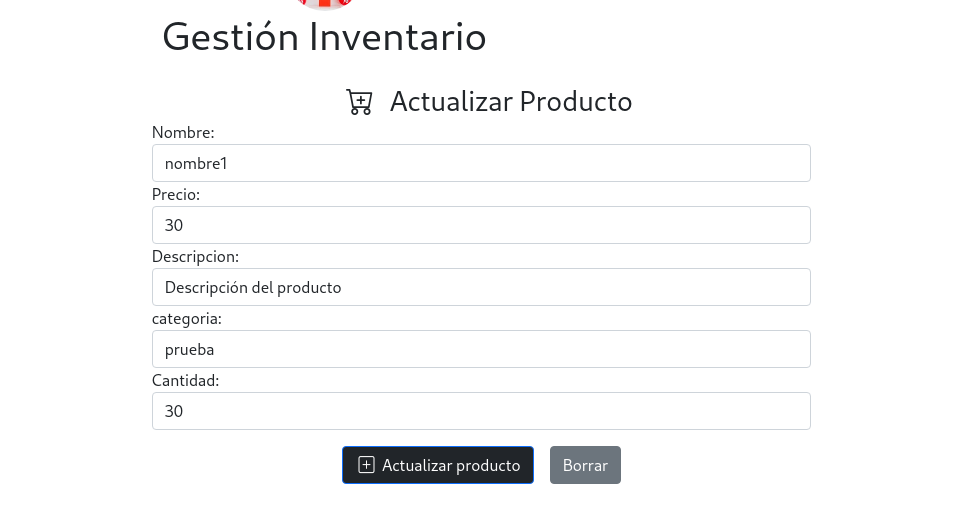 Gestión Inventario
Actualizar Producto
Nombre:
nombre1
Precio:
30
Descripcion:
Descripción del producto
categoria:
prueba
Cantidad:
30
Actualizar producto Borrar